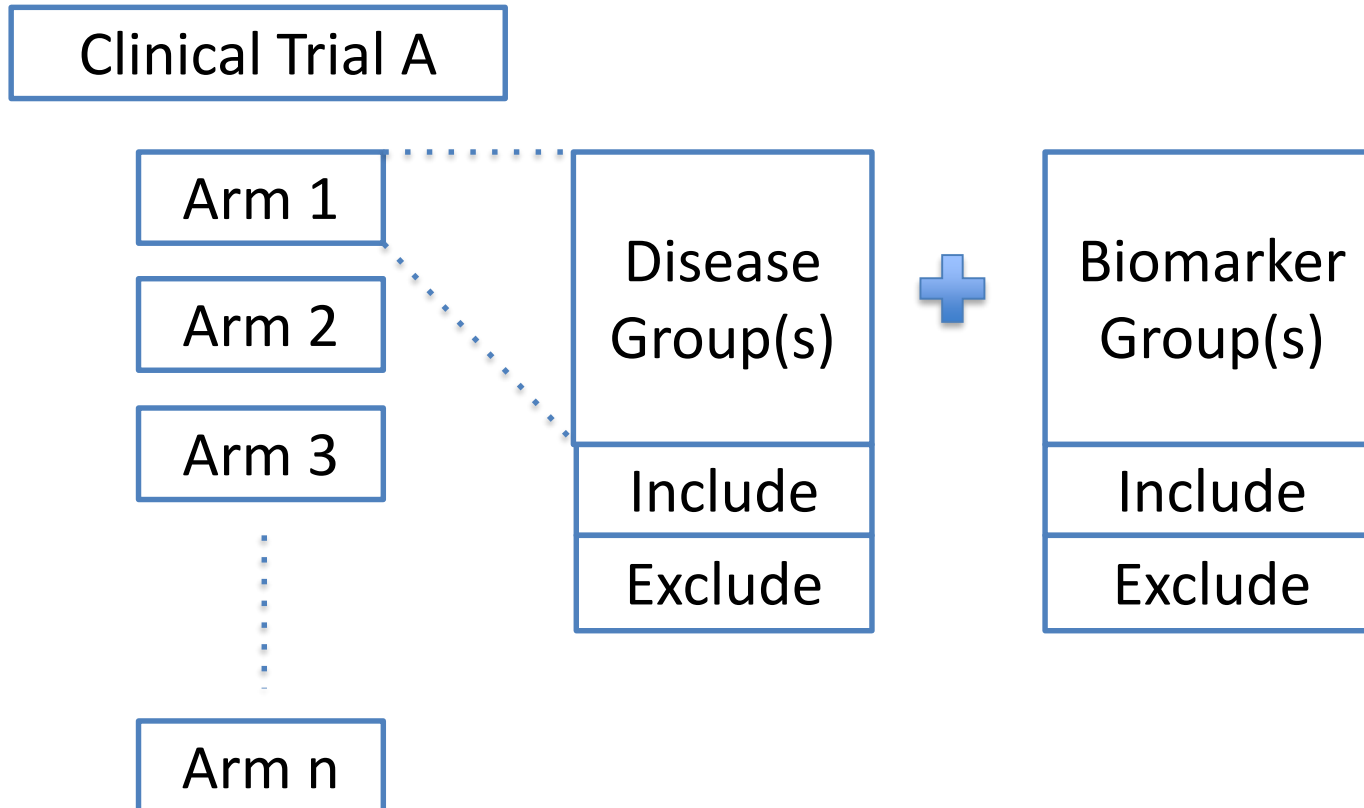 Clinical Trial A
Arm 1
Arm 2
Arm 3
Arm n
Disease
Group(s)
Include
Exclude
Biomarker
Group(s)
Include
Exclude